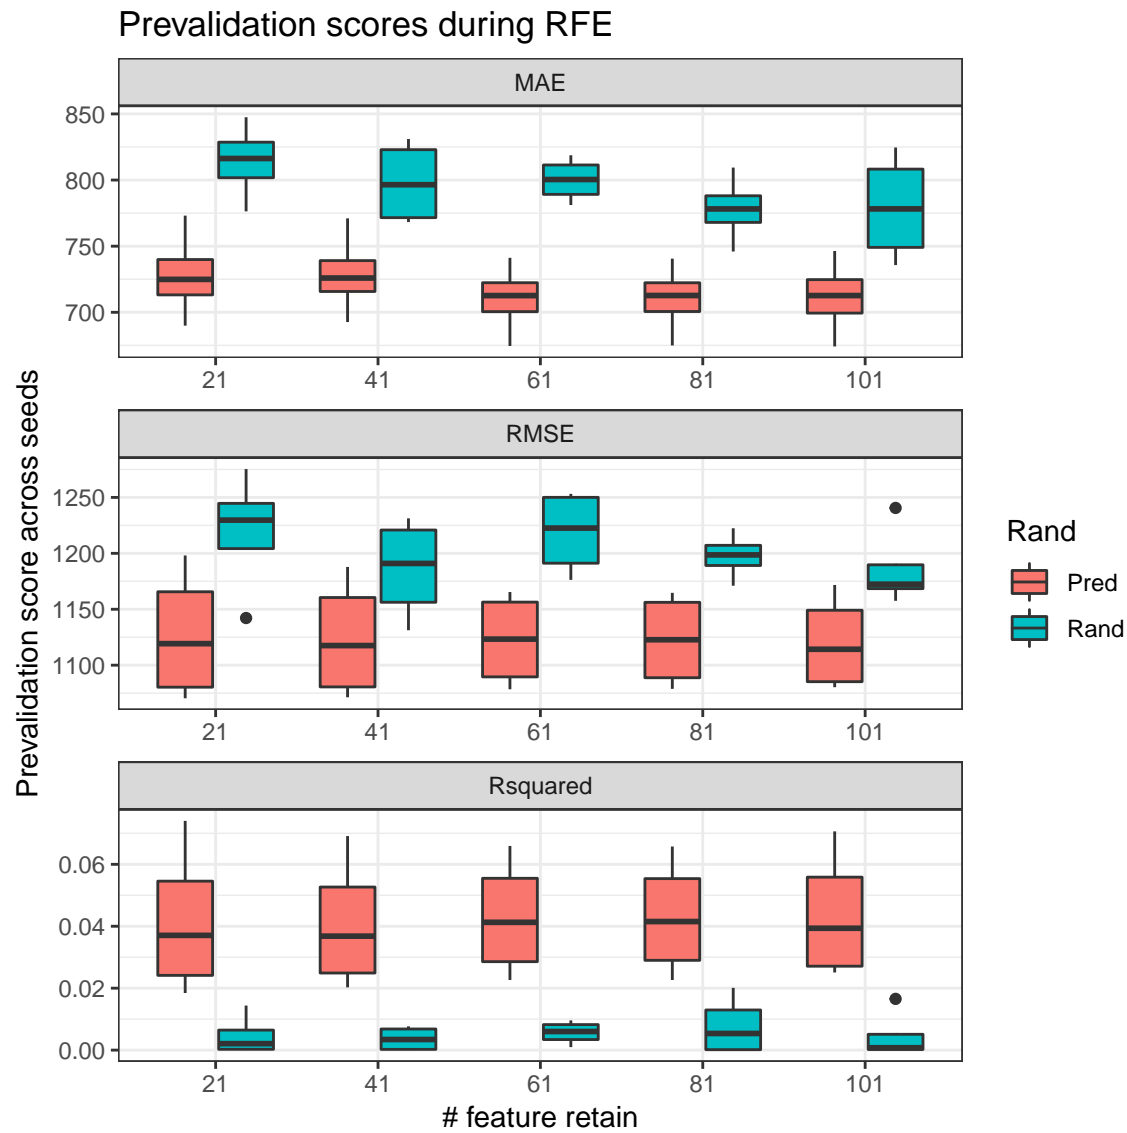 Prevalidation scores during RFE
MAE
850
800
750
700
21 41 61 81 101
RMSE
1250
1200
1150
1100
21 41 61 81 101
Rsquared
0.06
0.04
0.02
0.00
21 41 61 81 101
# feature retain
Prevalidation score across seeds
Rand
Pred
Rand